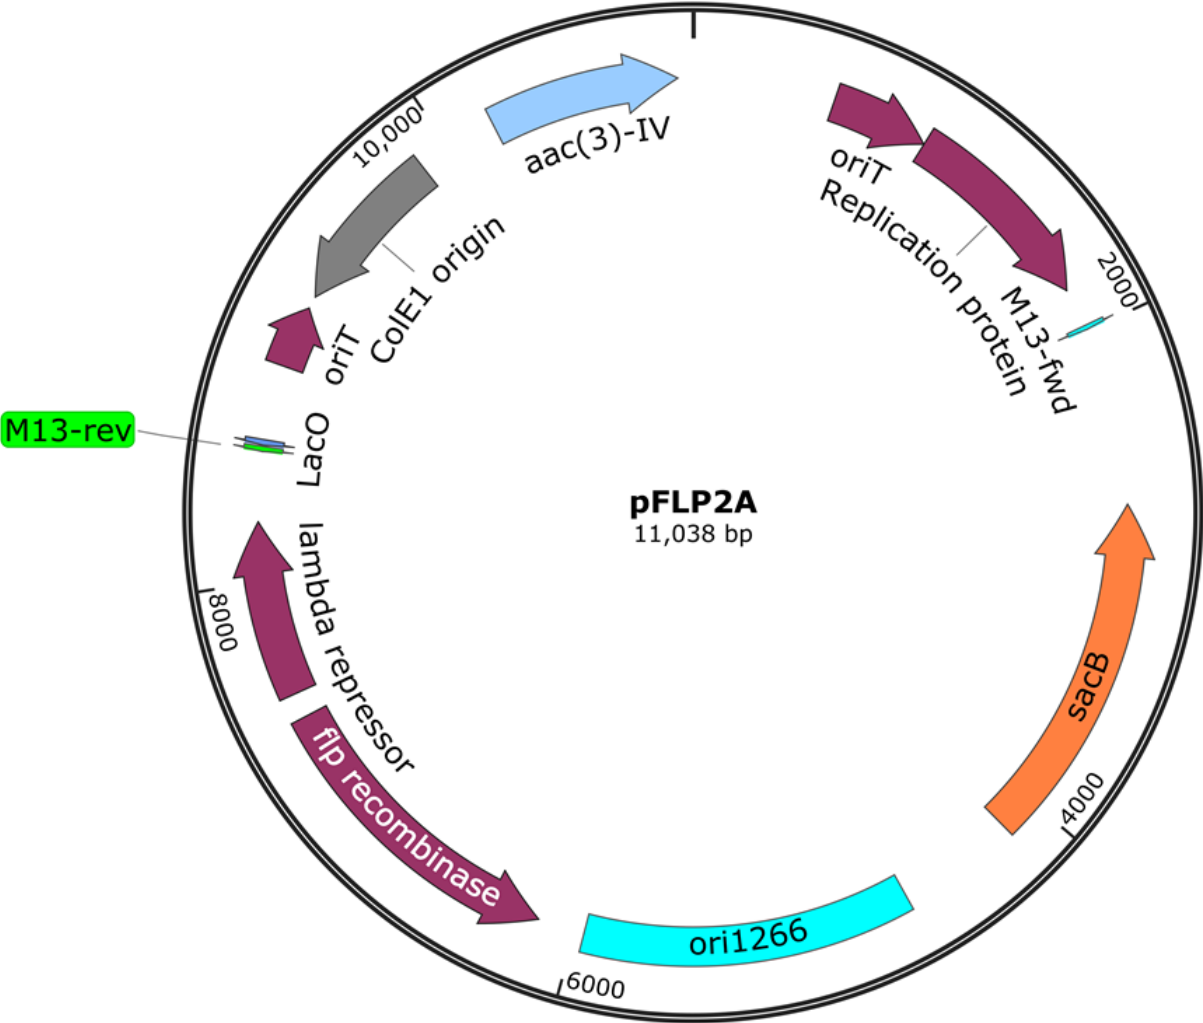 aac(3)-IV
oriT
Replication protein
2000
M13-fwd
sacB
4000
ori1266
6000
flp recombinase
lambda repressor
8000
LacO
M13-rev
oriT
ColE1 origin
10,000
pFLP2A
11,038 bp